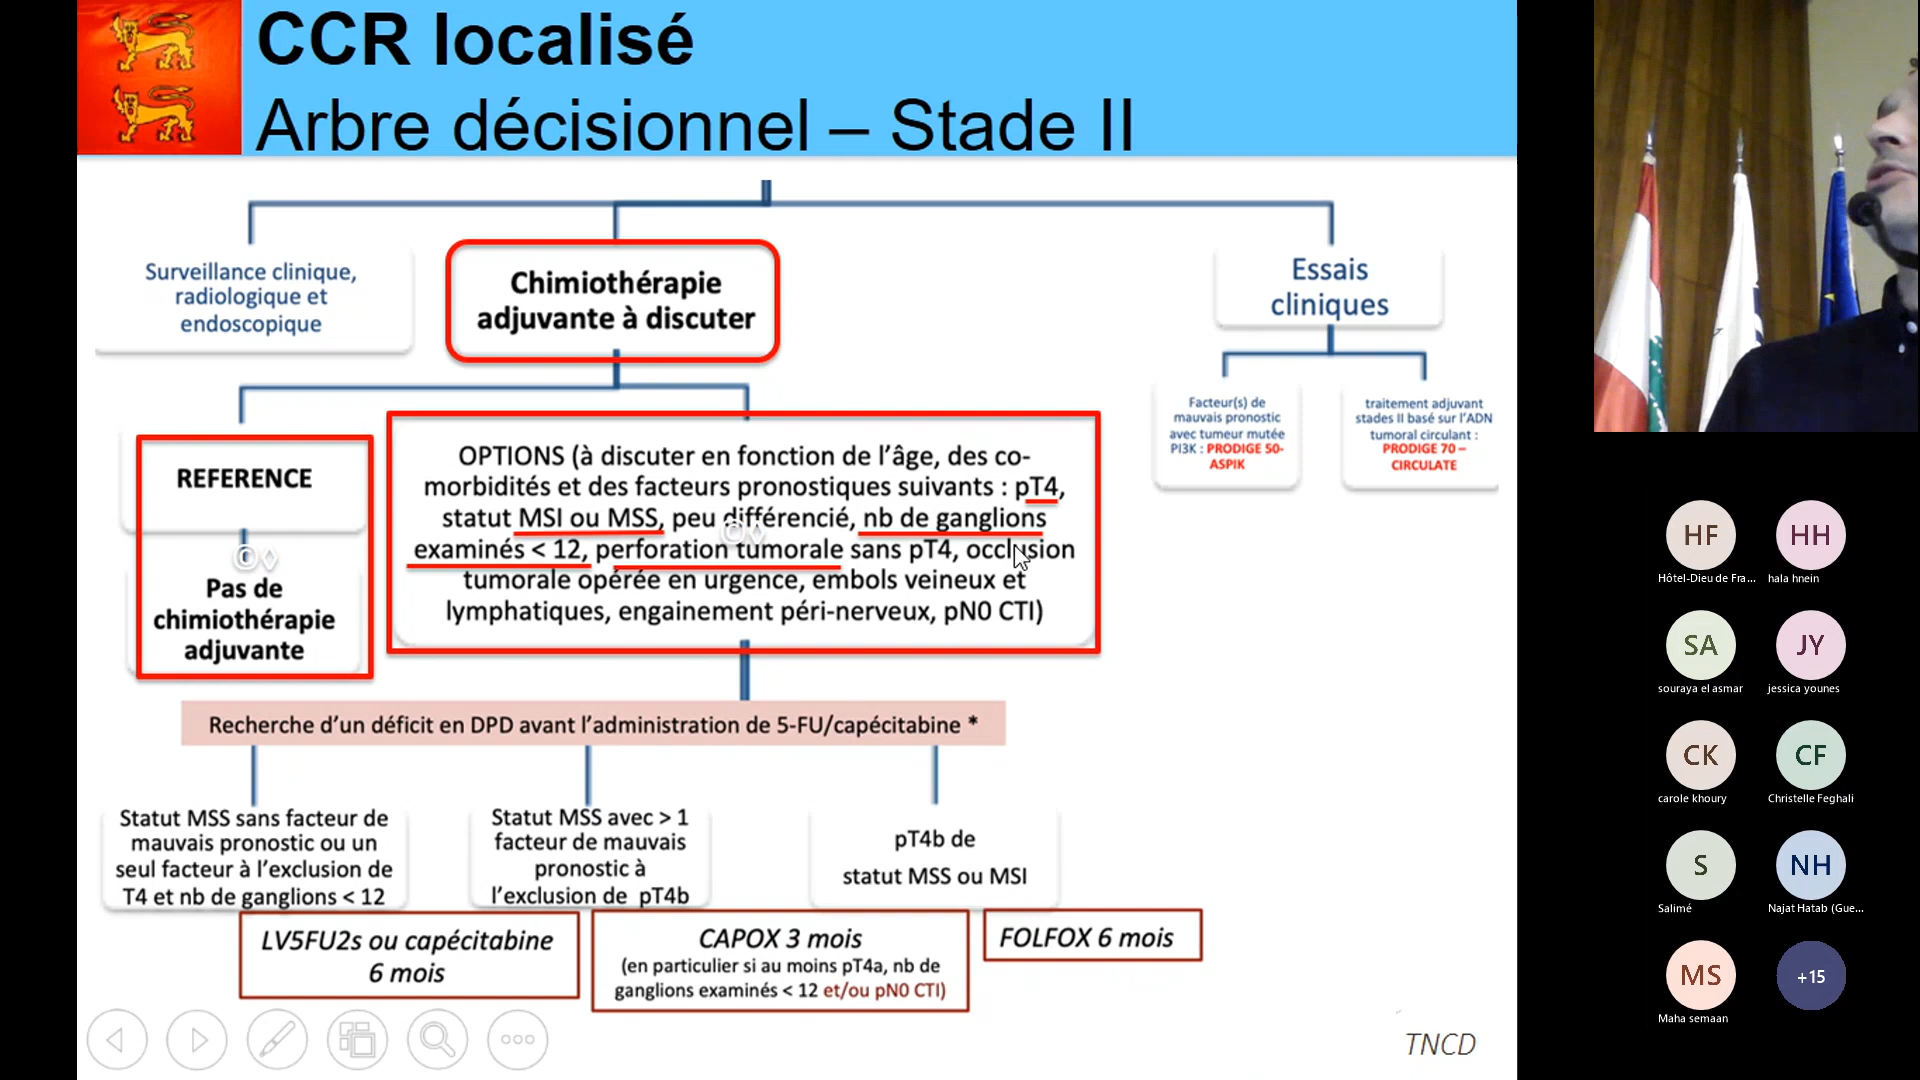 CCR localisé
Arbre décisionnel – Stade II
Surveillance clinique,
radiologique et
endoscopique
Chimiothérapie
adjuvante à discuter
Essais
cliniques
Facteur(s) de
mauvais pronostic
avec tumeur mutée
PI3K : PRODIGE 50-
ASPIK
traitement adjuvant
stades II basé sur l’ADN
tumoral circulant :
PRODIGE 70 –
CIRCULATE
REFERENCE
Pas de
chimiothérapie
adjuvante
OPTIONS (à discuter en fonction de l’âge, des co-
morbidités et des facteurs pronostiques suivants : pT4,
statut MSI ou MSS, peu différencié, nb de ganglions
examinés < 12, perforation tumorale sans pT4, occlusion
tumorale opérée en urgence, embols veineux et
lymphatiques, engainement péri-nerveux, pN0 CTI)
Recherche d’un déficit en DPD avant l’administration de 5-FU/capécitabine *
Statut MSS sans facteur de
mauvais pronostic ou un
seul facteur à l’exclusion de
T4 et nb de ganglions < 12
Statut MSS avec > 1
facteur de mauvais
pronostic à
l’exclusion de pT4b
pT4b de
statut MSS ou MSI
LV5FU2s ou capécitabine
6 mois
CAPOX 3 mois
(en particulier si au moins pT4a, nb de
ganglions examinés < 12 et/ou pN0 CTI)
FOLFOX 6 mois
TNCD
HF
Hôtel-Dieu de Fra...
HH
hala hnein
SA
souraya el asmar
JY
jessica younes
CK
carole khoury
CF
Christelle Feghali
S
Salimé
NH
Najat Hatab (Gue...
MS
Maha semaan
+15